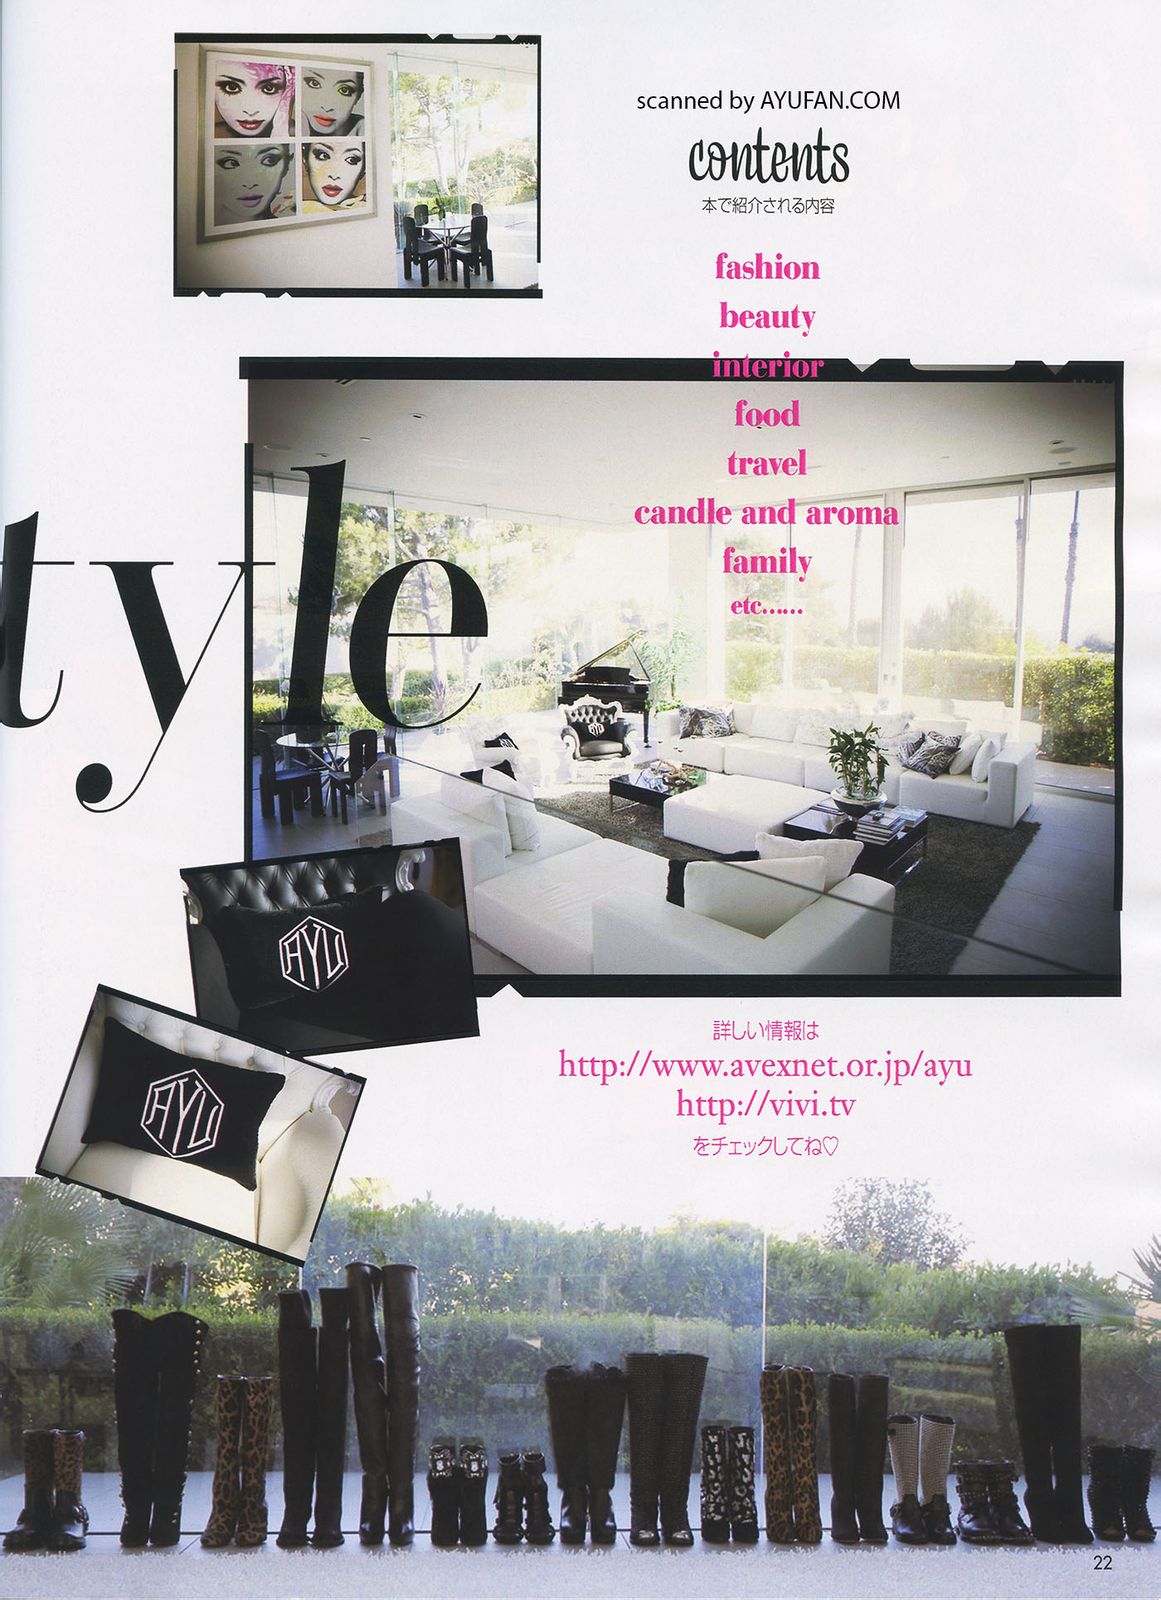 scanned by AYUFAN.COM
contents
本で紹介される内容
fashion
beauty
interior
food
travel
candle and aroma
family
etc……
tyle
AYU
AYU
AYU
詳しい情報は
http://www.avexnet.or.jp/ayu
http://vivi.tv
をチェックしてね♡
22